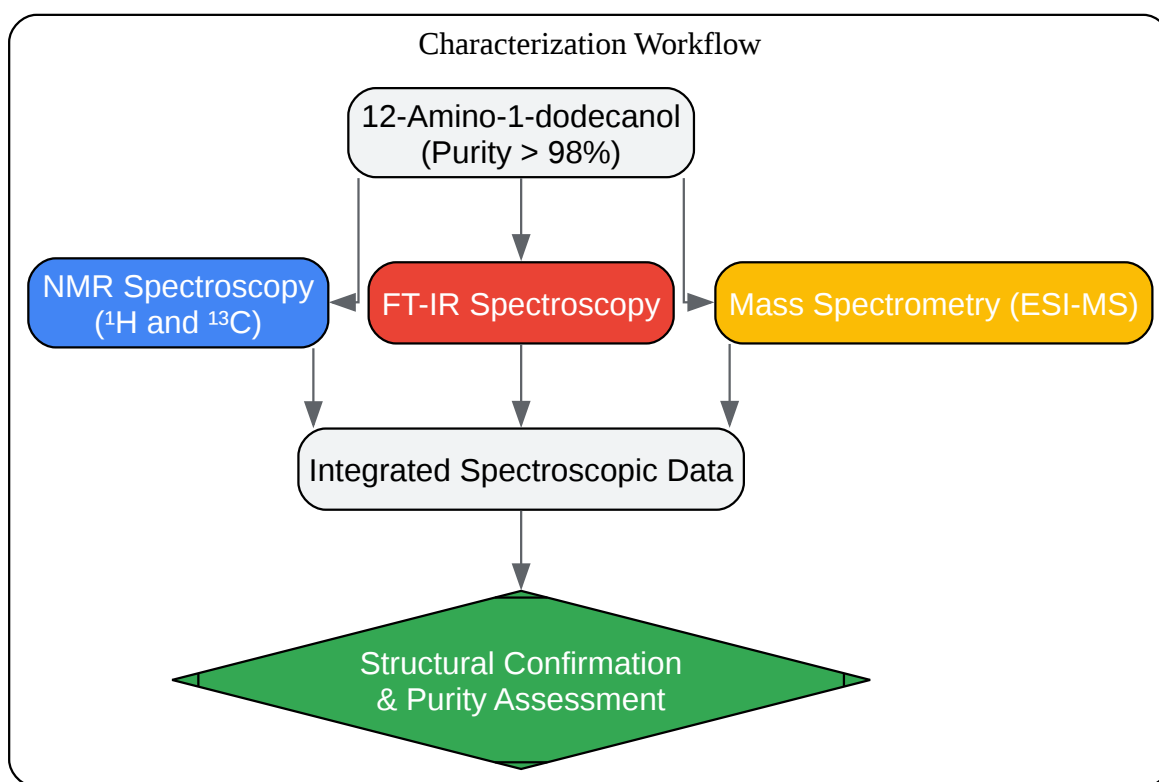 Characterization Workflow
12-Amino-1-dodecanol
(Purity > 98%)
NMR Spectroscopy
(¹H and ¹³C)
FT-IR Spectroscopy
Mass Spectrometry (ESI-MS)
Integrated Spectroscopic Data
Structural Confirmation
& Purity Assessment